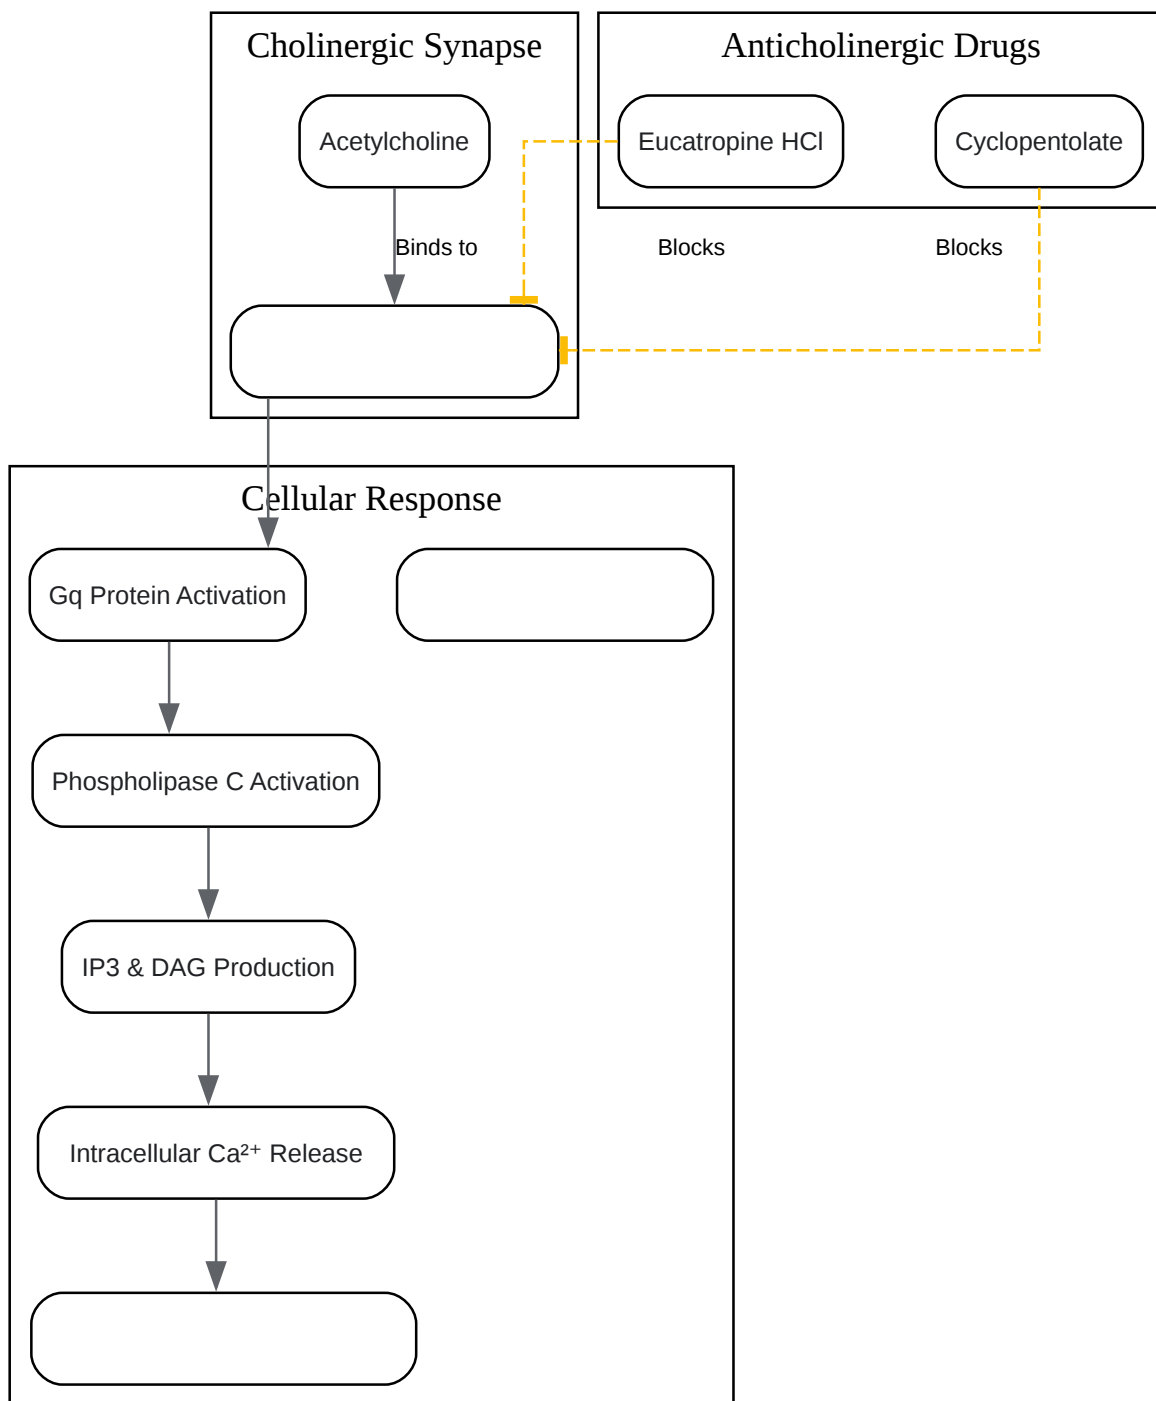 Cholinergic Synapse
Anticholinergic Drugs
Acetylcholine
Eucatropine HCl
Cyclopentolate
Binds to
Blocks
Blocks
Cellular Response
Gq Protein Activation
Phospholipase C Activation
IP3 & DAG Production
Intracellular Ca²⁺ Release